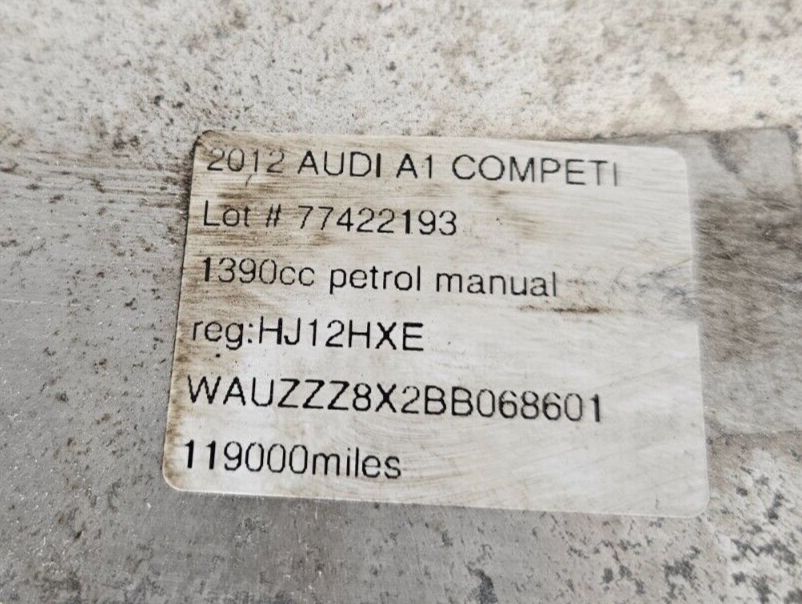 2012 AUDI A1 COMPETI
Lot # 77422193
1390cc petrol manual
reg:HJ12HXE
WAUZZZ8X2BB068601
119000miles